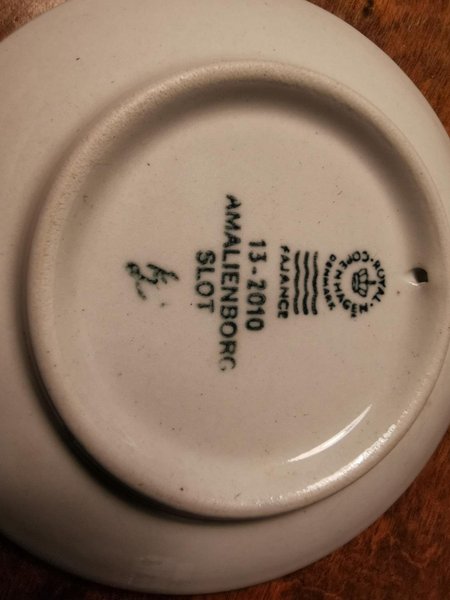 ROYAL
COPENHAGEN
DENMARK
FAJANCE
13-2010
AMALIENBORG
SLOT